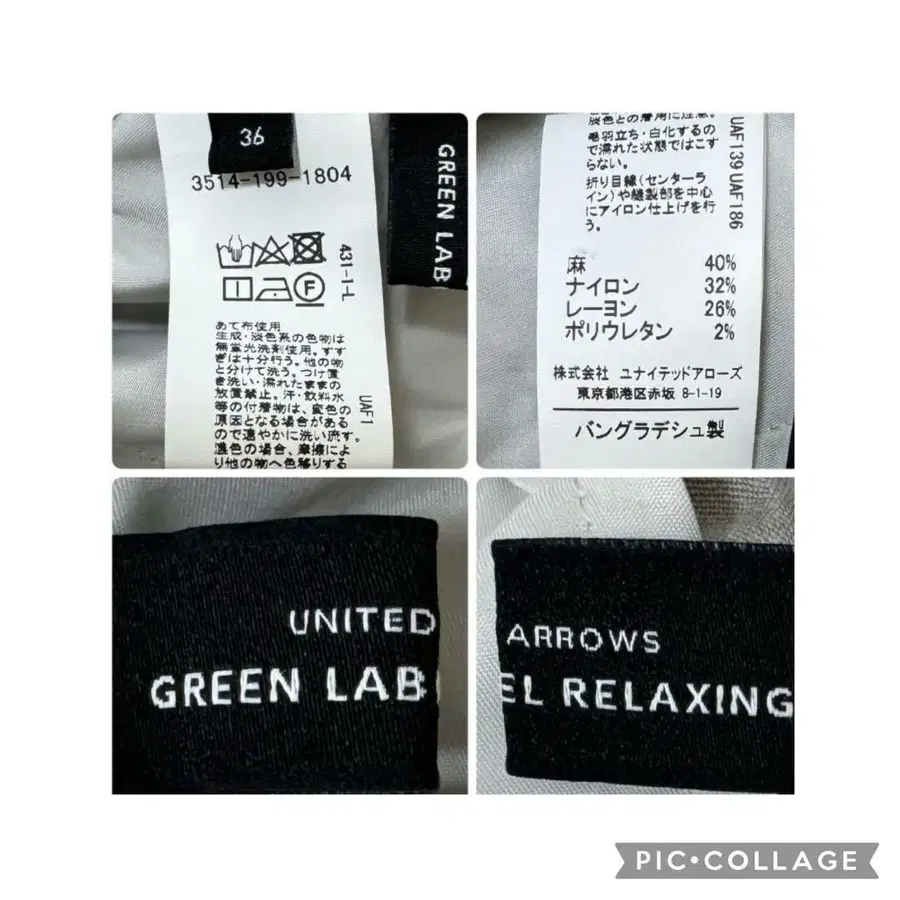 36
3514-199-1804
GREEN LAB
431-1-L
あて布使用
生成・淡色系の色物は
無蛍光洗剤使用。すす
ぎは十分行う。他の物
と分けて洗う。つけ置
き洗い・濡れたままの
放置禁止。汗・飲料水
等の付着物は、変色の
原因となる場合がある
ので速やかに洗い流す。
濃色の場合、摩擦によ
り他の物へ色移りする
UAF1
淡色との着用に注意。
毛羽立ち・白化するの
で濡れた状態ではこす
らない。
折り目線(センターラ
イン)や縫製部を中心
にアイロン仕上げを行
う。
UAF139 UAF186
麻 40%
ナイロン 32%
レーヨン 26%
ポリウレタン 2%
株式会社 ユナイテッドアローズ
東京都港区赤坂 8-1-19
バングラデシュ製
UNITED
GREEN LAB
ARROWS
EL RELAXING
PIC•COLLAGE